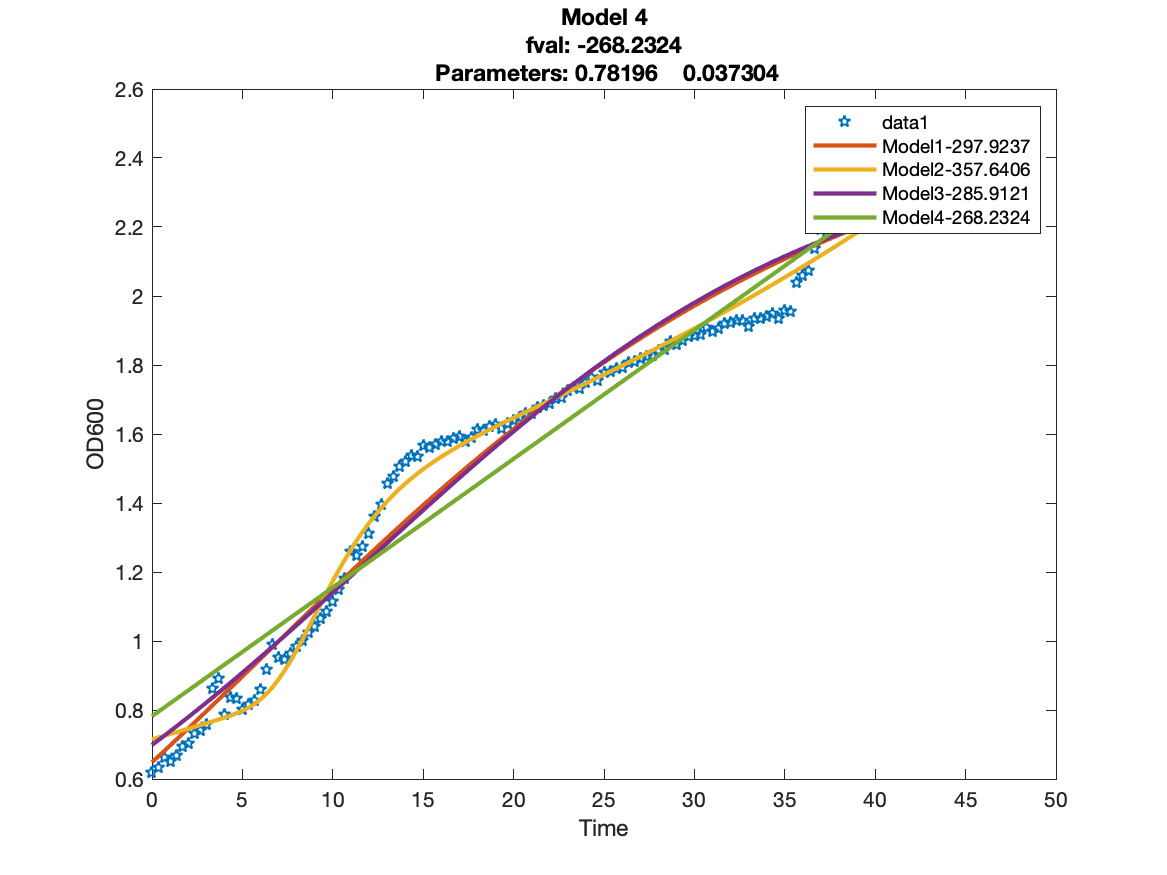 Model 4
fval: -268.2324
Parameters: 0.78196 0.037304
2.6
2.4
2.2
2
1.8
1.6
1.4
1.2
1
0.8
0.6
OD600
data1
Model1-297.9237
Model2-357.6406
Model3-285.9121
Model4-268.2324
0 5 10 15 20 25 30 35 40 45 50
Time